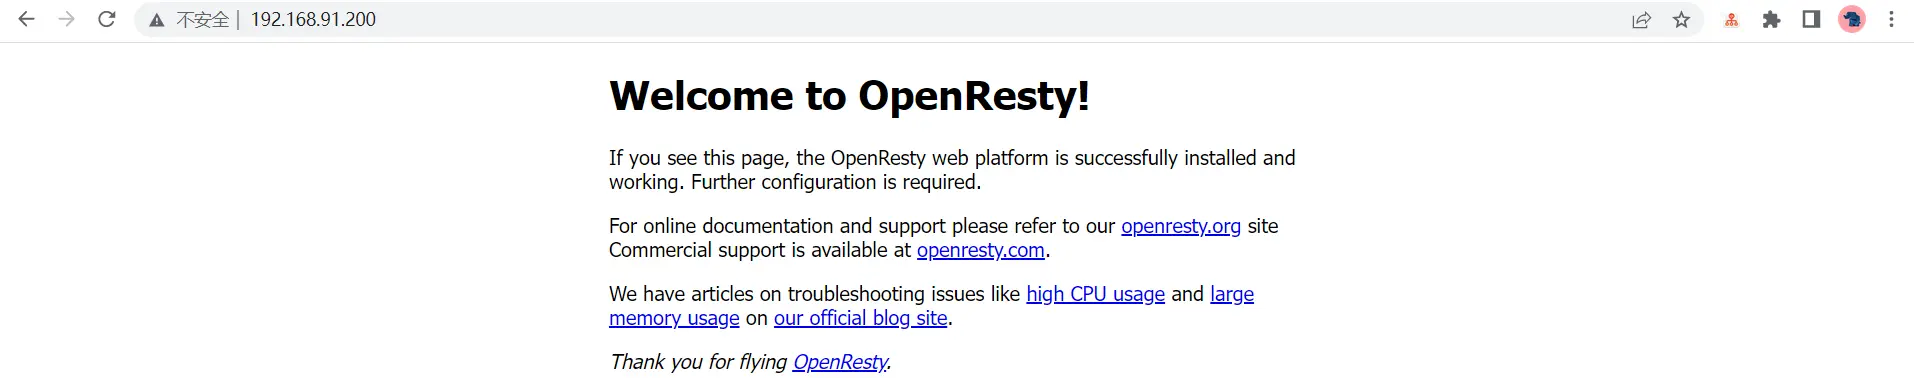 不安全 | 192.168.91.200
Welcome to OpenResty!
If you see this page, the OpenResty web platform is successfully installed and
working. Further configuration is required.
For online documentation and support please refer to our openresty.org site
Commercial support is available at openresty.com.
We have articles on troubleshooting issues like high CPU usage and large
memory usage on our official blog site.
Thank you for flying OpenResty.